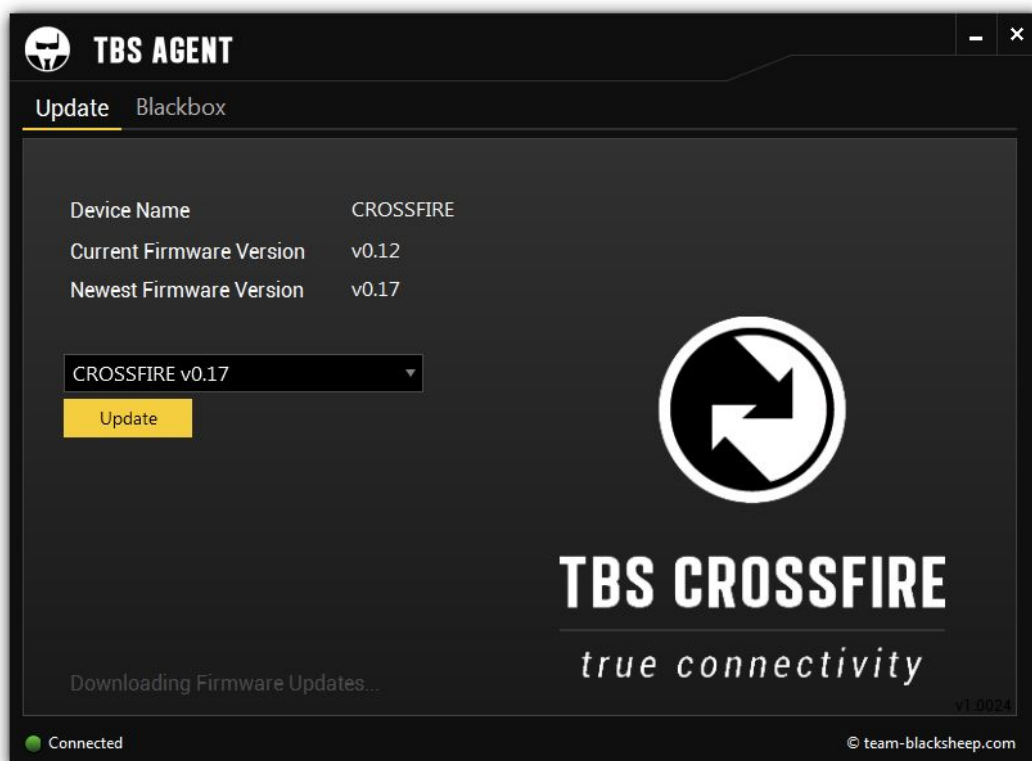 TBS AGENT
Update Blackbox
Device Name CROSSFIRE
Current Firmware Version v0.12
Newest Firmware Version v0.17
CROSSFIRE v0.17
Update
TBS CROSSFIRE
true connectivity
Downloading Firmware Updates...
v1.0024
Connected © team-blacksheep.com